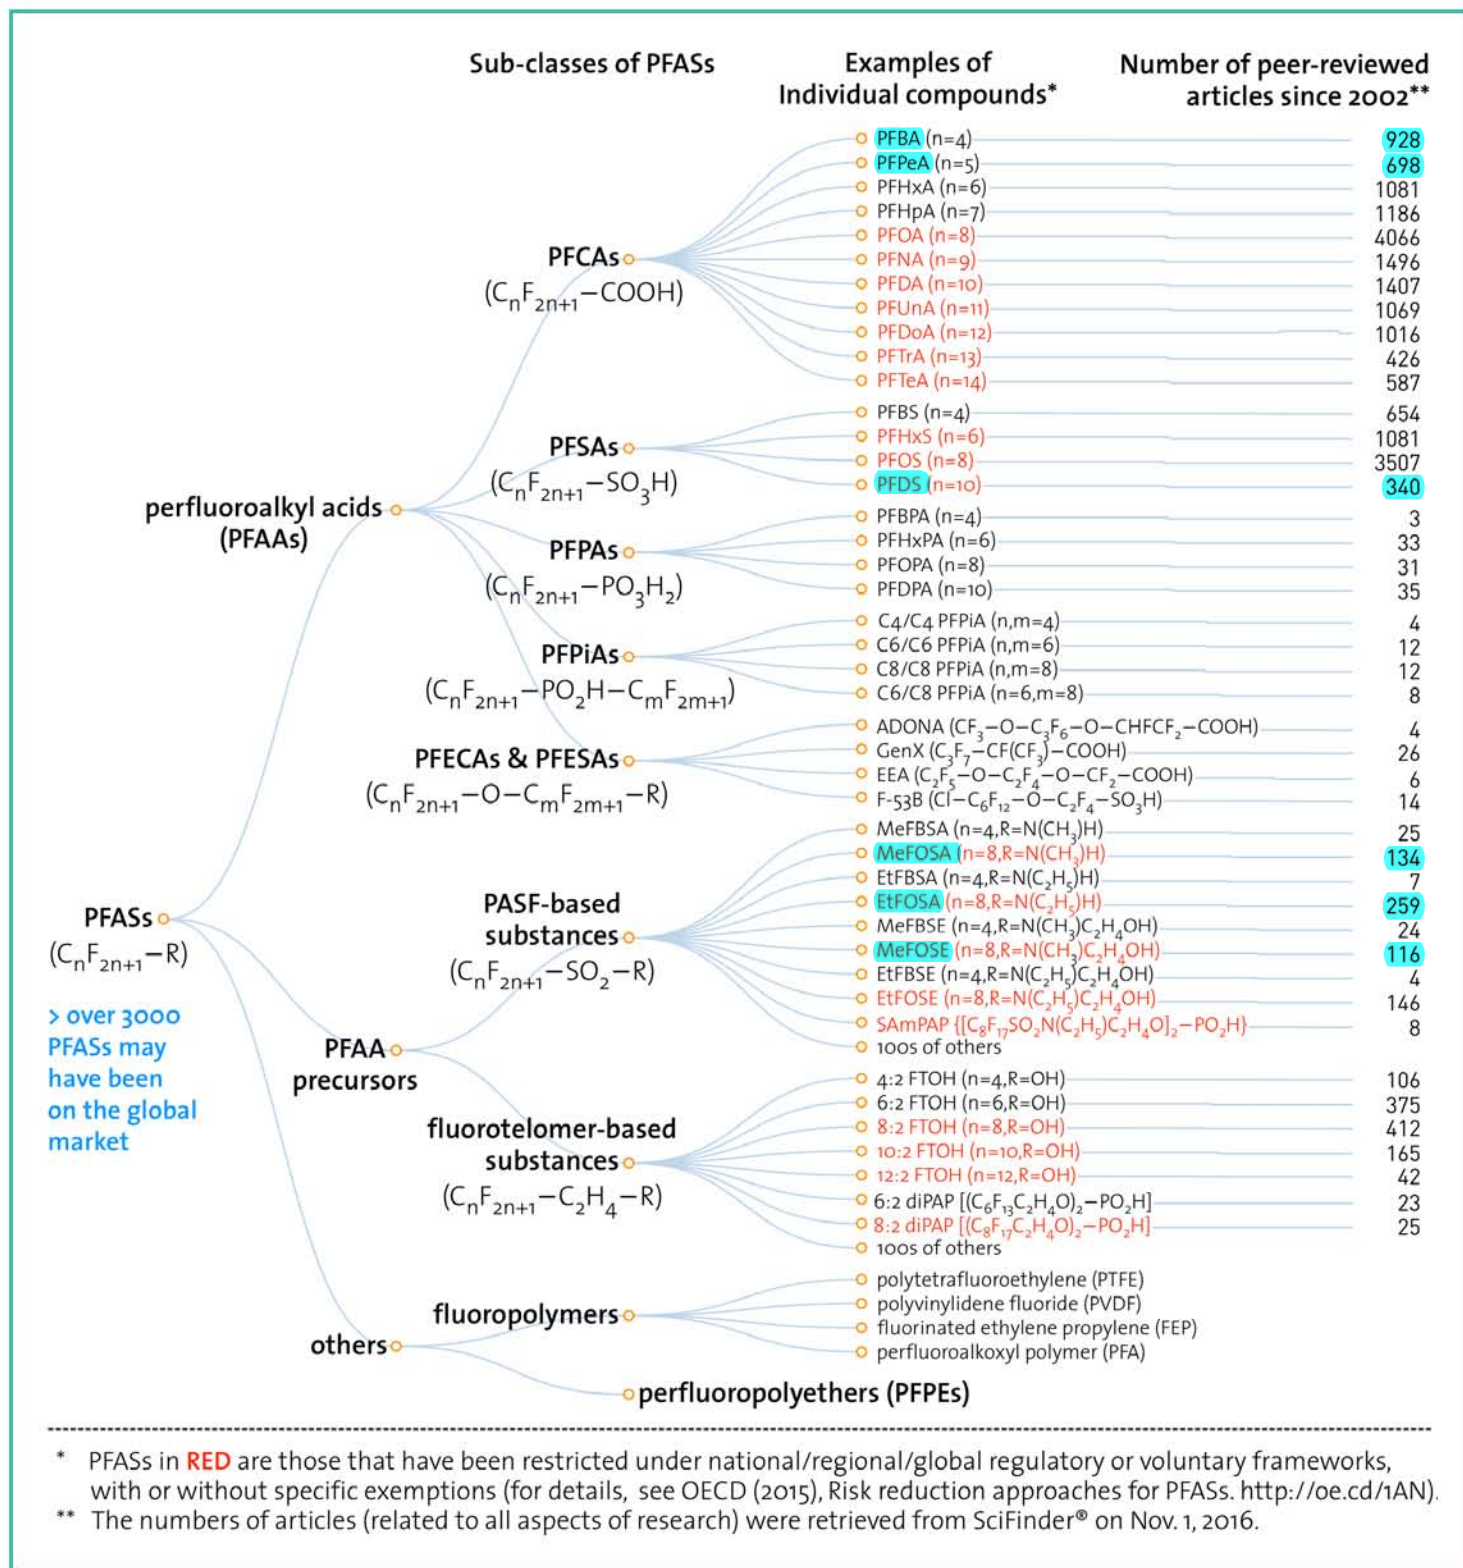 Sub-classes of PFASs
Examples of
Individual compounds*
Number of peer-reviewed
articles since 2002**
PFBA (n=4) 928
PFPeA (n=5) 698
PFHxA (n=6) 1081
PFHpA (n=7) 1186
PFOA (n=8) 4066
PFNA (n=9) 1496
PFDA (n=10) 1407
PFUnA (n=11) 1069
PFDoA (n=12) 1016
PFTrA (n=13) 426
PFTeA (n=14) 587
PFCAs
(CnF2n+1–COOH)
PFBS (n=4) 654
PFHxS (n=6) 1081
PFOS (n=8) 3507
PFDS (n=10) 340
PFSAs
(CnF2n+1–SO3H)
perfluoroalkyl acids
(PFAAs)
PFBPA (n=4) 3
PFHxPA (n=6) 33
PFOPA (n=8) 31
PFDPA (n=10) 35
PFPAs
(CnF2n+1–PO3H2)
C4/C4 PFPiA (n,m=4) 4
C6/C6 PFPiA (n,m=6) 12
C8/C8 PFPiA (n,m=8) 12
C6/C8 PFPiA (n=6,m=8) 8
PFPiAs
(CnF2n+1–PO2H–CmF2m+1)
ADONA (CF3–O–C3F6–O–CHFCF2–COOH) 4
GenX (C3F7–CF(CF3)–COOH) 26
EEA (C2F5–O–C2F4–O–CF2–COOH) 6
F-53B (Cl–C6F12–O–C2F4–SO3H) 14
PFECAs & PFESAs
(CnF2n+1–O–CmF2m+1–R)
MeFBSA (n=4,R=N(CH3)H) 25
MeFOSA (n=8,R=N(CH3)H) 134
EtFBSA (n=4,R=N(C2H5)H) 7
EtFOSA (n=8,R=N(C2H5)H) 259
MeFBSE (n=4,R=N(CH3)C2H4OH) 24
MeFOSE (n=8,R=N(CH3)C2H4OH) 116
EtFBSE (n=4,R=N(C2H5)C2H4OH) 4
EtFOSE (n=8,R=N(C2H5)C2H4OH) 146
SAmPAP {[C8F17SO2N(C2H5)C2H4O]2–PO2H} 8
100s of others
PASF-based
substances
(CnF2n+1–SO2–R)
PFASs
(CnF2n+1–R)
> over 3000
PFASs may
have been
on the global
market
PFAA
precursors
4:2 FTOH (n=4,R=OH) 106
6:2 FTOH (n=6,R=OH) 375
8:2 FTOH (n=8,R=OH) 412
10:2 FTOH (n=10,R=OH) 165
12:2 FTOH (n=12,R=OH) 42
6:2 diPAP [(C6F13C2H4O)2–PO2H] 23
8:2 diPAP [(C8F17C2H4O)2–PO2H] 25
100s of others
fluorotelomer-based
substances
(CnF2n+1–C2H4–R)
polytetrafluoroethylene (PTFE)
polyvinylidene fluoride (PVDF)
fluorinated ethylene propylene (FEP)
perfluoroalkoxyl polymer (PFA)
fluoropolymers
others
perfluoropolyethers (PFPEs)
* PFASs in RED are those that have been restricted under national/regional/global regulatory or voluntary frameworks,
with or without specific exemptions (for details, see OECD (2015), Risk reduction approaches for PFASs. http://oe.cd/1AN).
** The numbers of articles (related to all aspects of research) were retrieved from SciFinder® on Nov. 1, 2016.